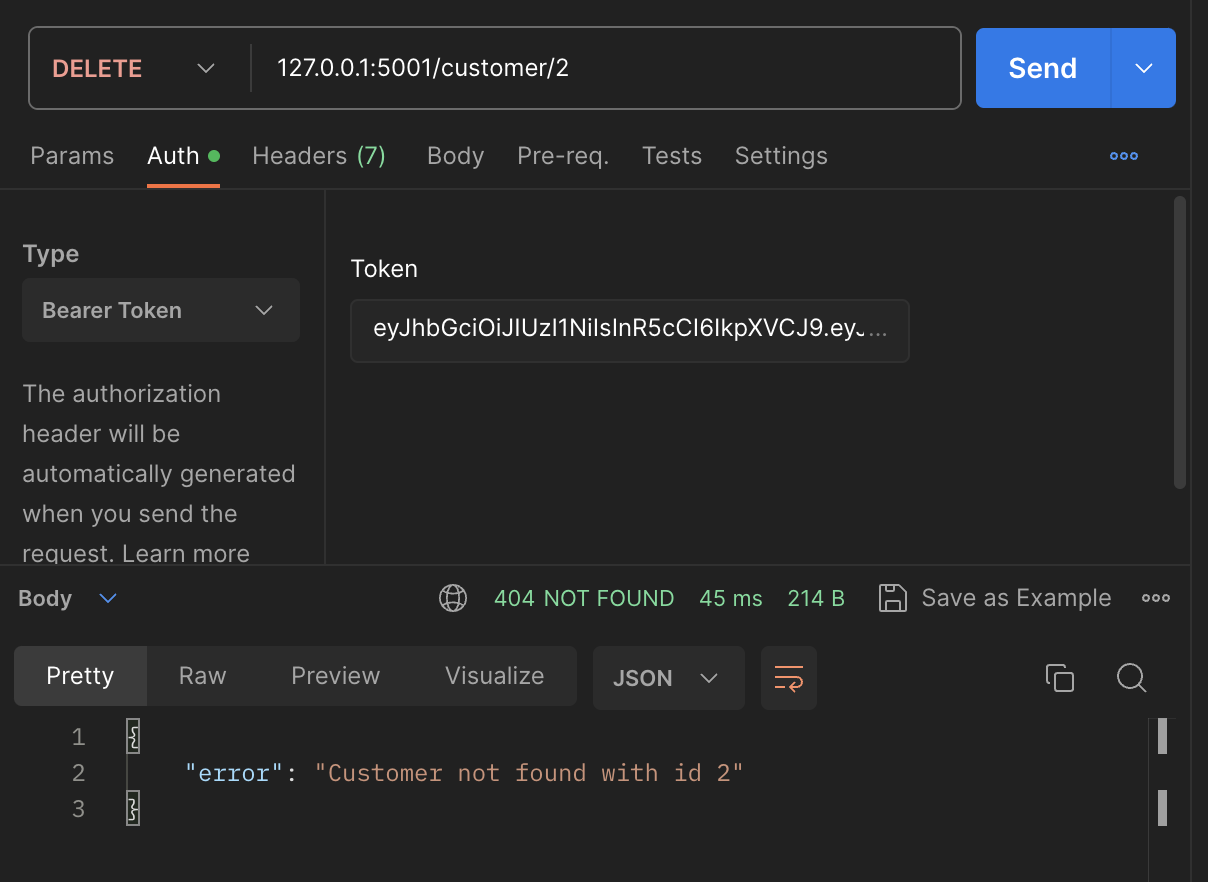 DELETE 127.0.0.1:5001/customer/2 Send
Params Auth Headers (7) Body Pre-req. Tests Settings
Type
Bearer Token
The authorization
header will be
automatically generated
when you send the
request. Learn more
Token
eyJhbGciOiJIUzI1NiIsInR5cCI6IkpXVCJ9.eyJ...
Body 404 NOT FOUND 45 ms 214 B Save as Example
Pretty Raw Preview Visualize JSON
1 {
2 "error": "Customer not found with id 2"
3 }